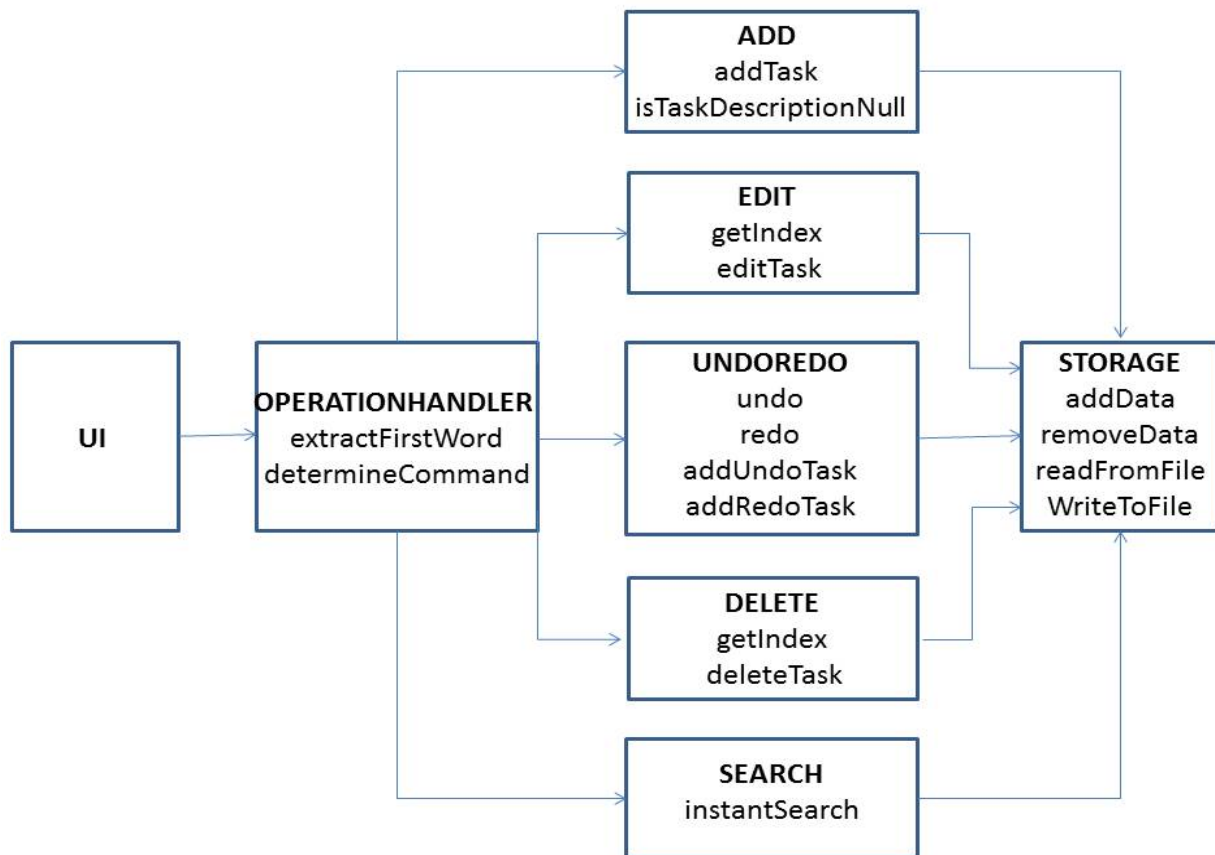 ADD
addTask
isTaskDescriptionNull
EDIT
getIndex
editTask
UI
OPERATIONHANDLER
extractFirstWord
determineCommand
UNDOREDO
undo
redo
addUndoTask
addRedoTask
STORAGE
addData
removeData
readFromFile
WriteToFile
DELETE
getIndex
deleteTask
SEARCH
instantSearch